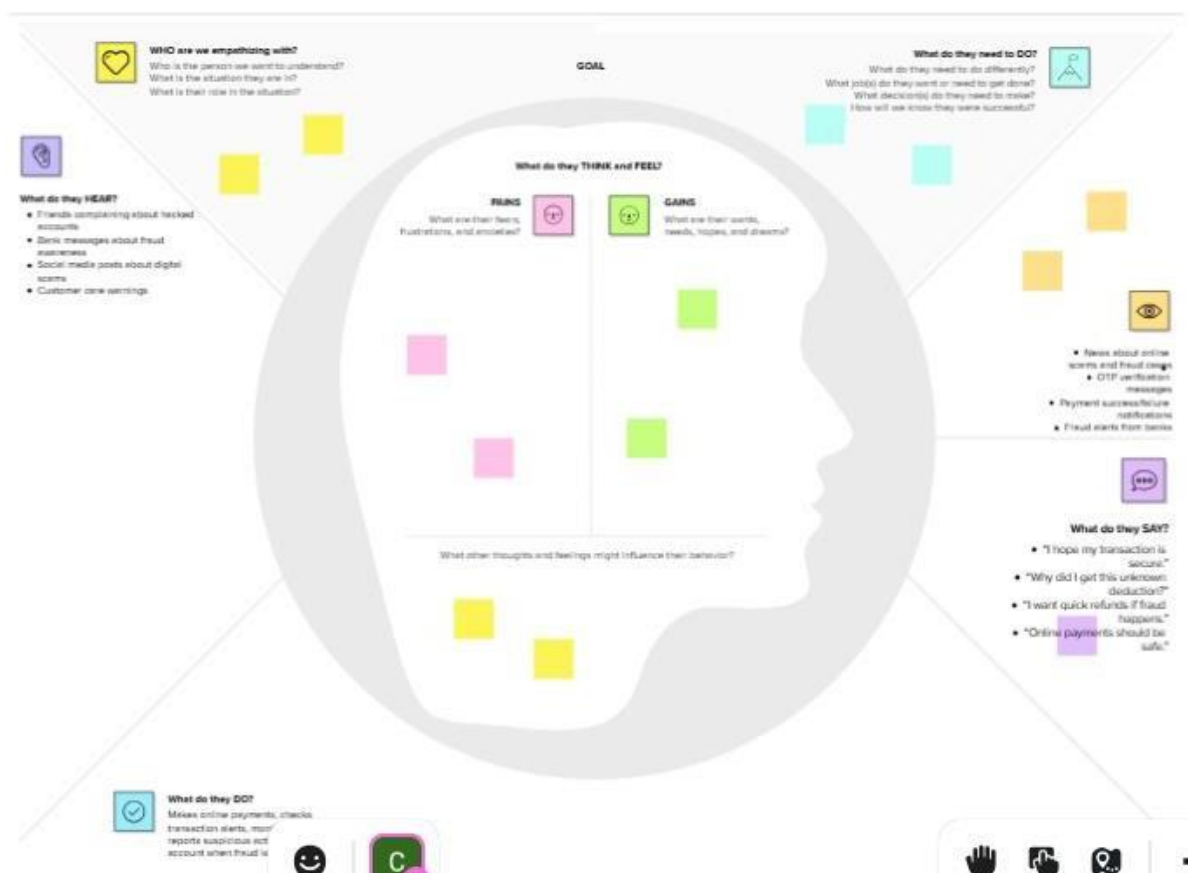 WHO are we empathizing with?
Who is the person we want to understand?
What is the situation they are in?
What is their role in the situation?
GOAL
What do they need to DO?
What do they need to do differently?
What job(s) do they want or need to get done?
What decision(s) do they need to make?
How will we know they were successful?
What do they HEAR?
• Friends complaining about hacked
accounts
• Bank messages about fraud
awareness
• Social media posts about digital
scams
• Customer care warnings
What do they THINK and FEEL?
PAINS
What are their fears,
frustrations, and anxieties?
GAINS
What are their wants,
needs, hopes, and dreams?
• News about online
scams and fraud
• OTP verification
messages
• Payment success/failure
notifications
• Fraud alerts from banks
What do they SAY?
• "I hope my transaction is
secure."
• "Why did I get this unknown
deduction?"
• "I want quick refunds if fraud
happens."
• "Online payments should be
safe."
What other thoughts and feelings might influence their behavior?
What do they DO?
Makes online payments, checks
transaction alerts,
reports suspicious
account when fraud is
C